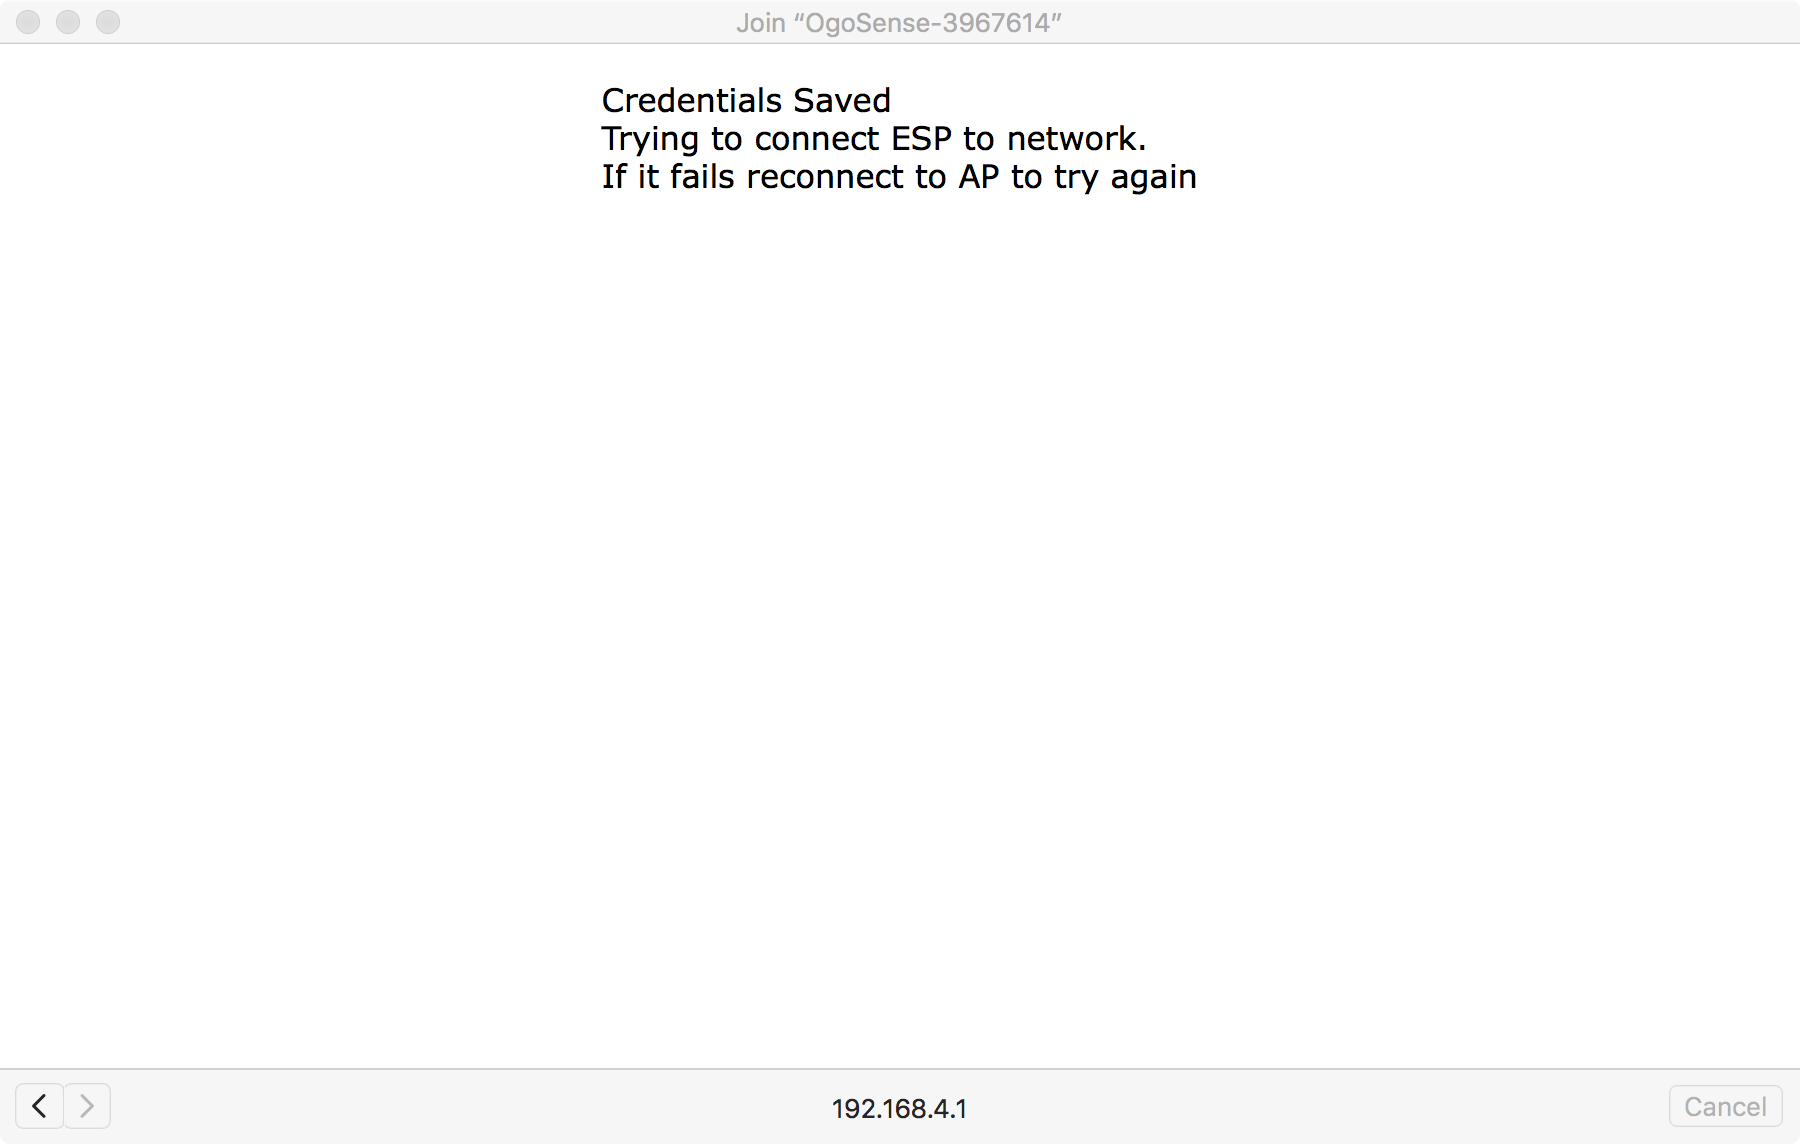 Join “OgoSense-3967614”
Credentials Saved
Trying to connect ESP to network.
If it fails reconnect to AP to try again
192.168.4.1
Cancel